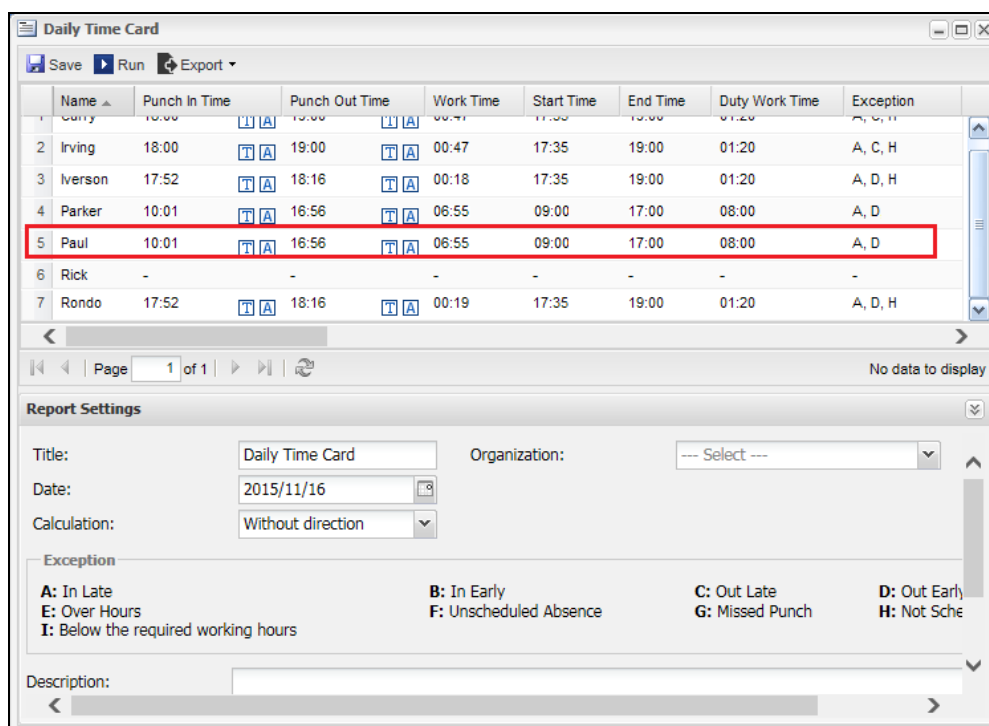 Daily Time Card
Save Run Export
Name Punch In Time Punch Out Time Work Time Start Time End Time Duty Work Time Exception
2 Irving 18:00 T A 19:00 T A 00:47 17:35 19:00 01:20 A, C, H
3 Iverson 17:52 T A 18:16 T A 00:18 17:35 19:00 01:20 A, D, H
4 Parker 10:01 T A 16:56 T A 06:55 09:00 17:00 08:00 A, D
5 Paul 10:01 T A 16:56 T A 06:55 09:00 17:00 08:00 A, D
6 Rick - - - - - - -
7 Rondo 17:52 T A 18:16 T A 00:19 17:35 19:00 01:20 A, D, H
Page 1 of 1 No data to display
Report Settings
Title: Daily Time Card Organization: --- Select ---
Date: 2015/11/16
Calculation: Without direction
Exception
A: In Late B: In Early C: Out Late D: Out Early
E: Over Hours F: Unscheduled Absence G: Missed Punch H: Not Sche
I: Below the required working hours
Description: